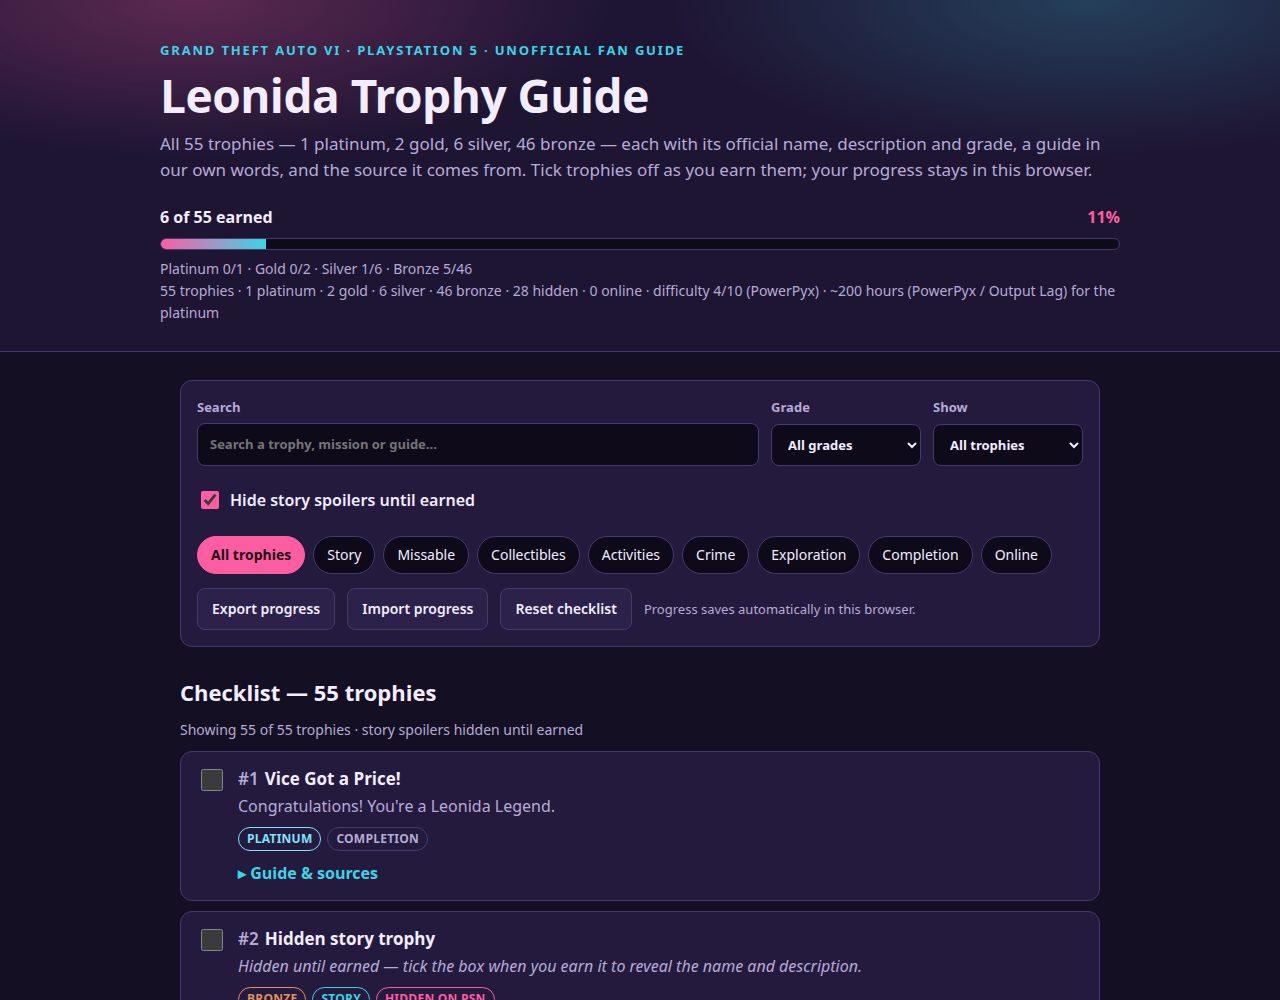 GRAND THEFT AUTO VI · PLAYSTATION 5 · UNOFFICIAL FAN GUIDE
Leonida Trophy Guide
All 55 trophies — 1 platinum, 2 gold, 6 silver, 46 bronze — each with its official name, description and grade, a guide in
our own words, and the source it comes from. Tick trophies off as you earn them; your progress stays in this browser.
6 of 55 earned
11%
Platinum 0/1 · Gold 0/2 · Silver 1/6 · Bronze 5/46
55 trophies · 1 platinum · 2 gold · 6 silver · 46 bronze · 28 hidden · 0 online · difficulty 4/10 (PowerPyx) · ~200 hours (PowerPyx / Output Lag) for the
platinum
Search
Grade
Show
Search a trophy, mission or guide...
All grades
All trophies
Hide story spoilers until earned
All trophies
Story
Missable
Collectibles
Activities
Crime
Exploration
Completion
Online
Export progress
Import progress
Reset checklist
Progress saves automatically in this browser.
Checklist — 55 trophies
Showing 55 of 55 trophies · story spoilers hidden until earned
#1 Vice Got a Price!
Congratulations! You're a Leonida Legend.
PLATINUM
COMPLETION
▸ Guide & sources
#2 Hidden story trophy
Hidden until earned — tick the box when you earn it to reveal the name and description.
BRONZE
STORY
HIDDEN ON PSN